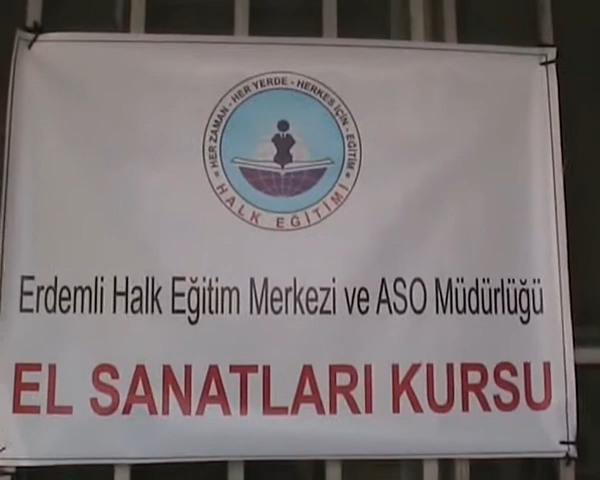 HER ZAMAN - HER YERDE - HERKES İÇİN - EĞİTİM
HALK EĞİTİMİ
Erdemli Halk Eğitim Merkezi ve ASO Müdürlüğü
EL SANATLARI KURSU